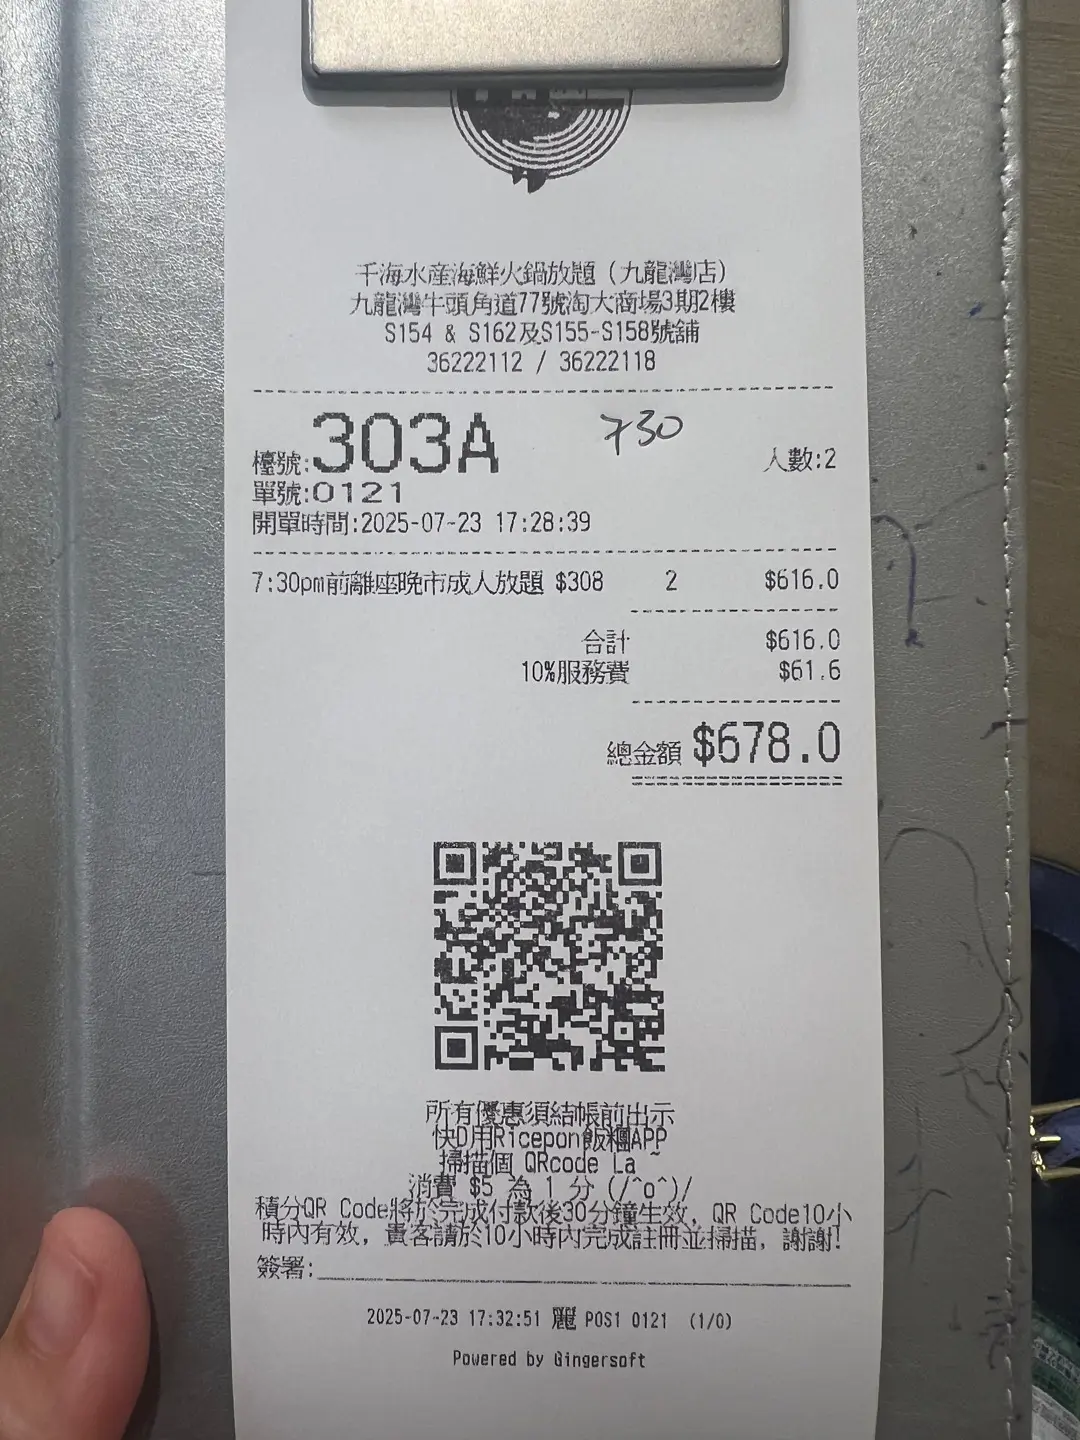 千海水産海鮮火鍋放題（九龍灣店）
九龍灣牛頭角道77號淘大商場3期2樓
S154 & S162及S155-S158號舖
36222112 / 36222118
檯號:303A 730 人數:2
單號:0121
開單時間:2025-07-23 17:28:39
7:30pm前離座晚市成人放題 $308 2 $616.0
合計 $616.0
10%服務費 $61.6
總金額 $678.0
所有優惠須結帳前出示
快D用Ricepon飯糰APP
掃描個 QRcode La ~
消費 $5 為 1 分 (/^o^)/
積分QR Code將於完成付款後30分鐘生效, QR Code10小
時內有效, 貴客請於10小時內完成註冊並掃描, 謝謝!
簽署:
2025-07-23 17:32:51 麗 POS1 0121 (1/0)
Powered by Gingersoft